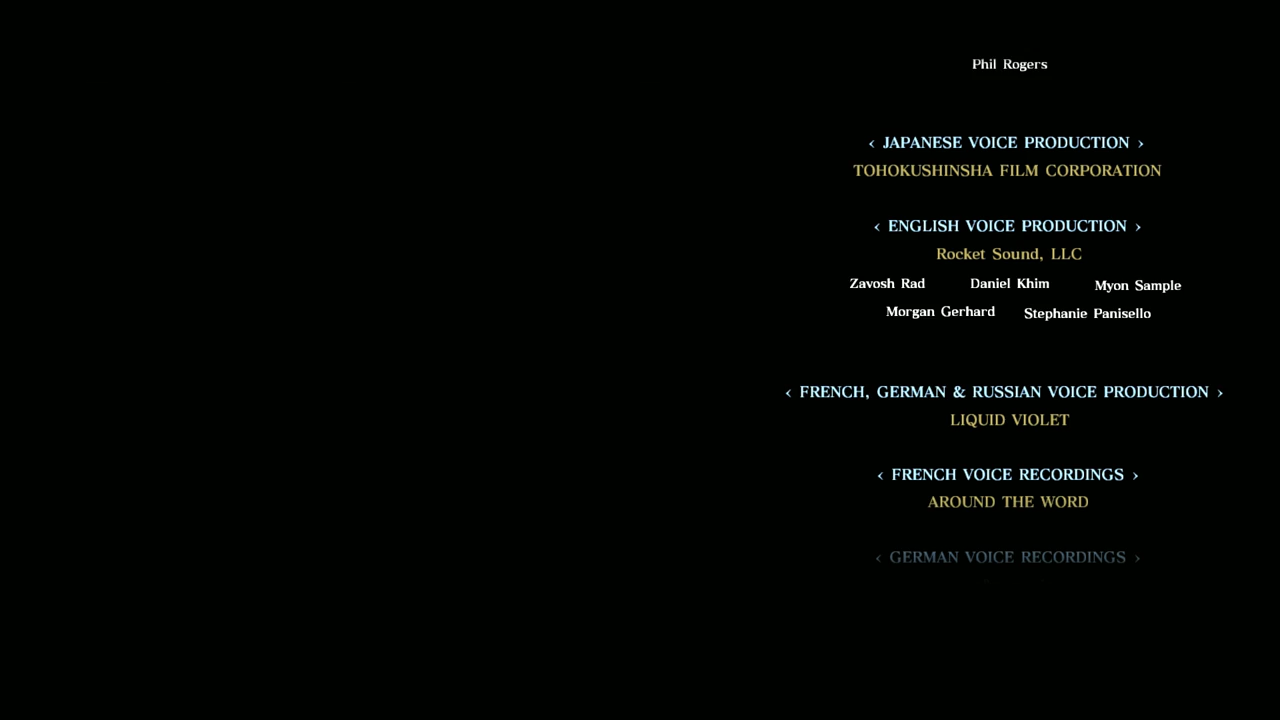 Phil Rogers
‹ JAPANESE VOICE PRODUCTION ›
TOHOKUSHINSHA FILM CORPORATION
‹ ENGLISH VOICE PRODUCTION ›
Rocket Sound, LLC
Zavosh Rad Daniel Khim Myon Sample
Morgan Gerhard Stephanie Panisello
‹ FRENCH, GERMAN & RUSSIAN VOICE PRODUCTION ›
LIQUID VIOLET
‹ FRENCH VOICE RECORDINGS ›
AROUND THE WORD
‹ GERMAN VOICE RECORDINGS ›